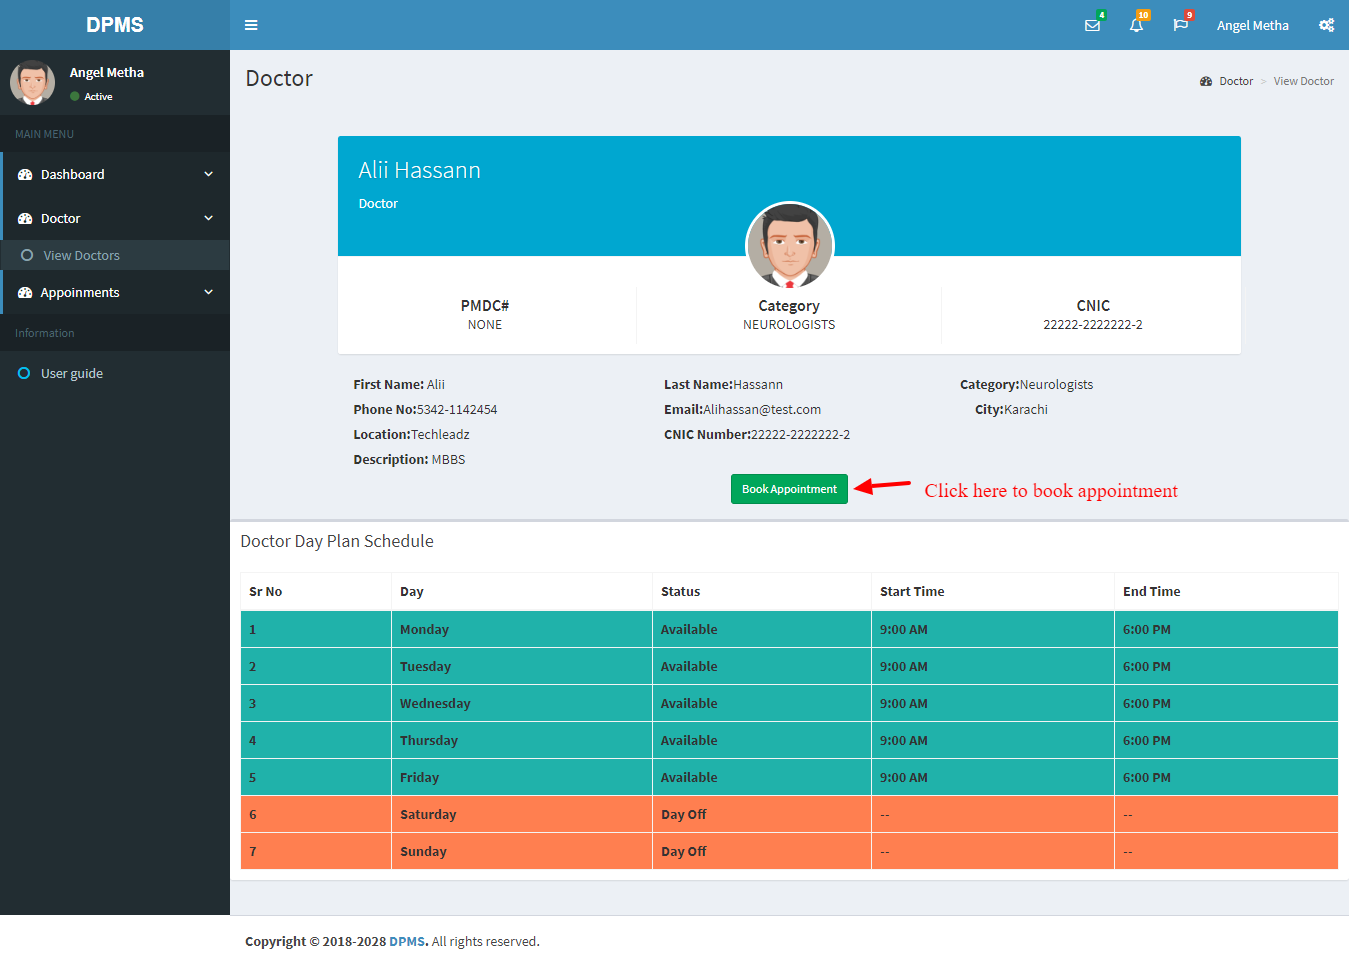 DPMS
4
10
9
Angel Metha
Angel Metha
Active
MAIN MENU
Dashboard
Doctor
View Doctors
Appoinments
Information
User guide
Doctor
Doctor > View Doctor
Alii Hassann
Doctor
PMDC#
NONE
Category
NEUROLOGISTS
CNIC
22222-2222222-2
First Name: Alii Last Name:Hassann Category:Neurologists
Phone No:5342-1142454 Email:Alihassan@test.com City:Karachi
Location:Techleadz CNIC Number:22222-2222222-2
Description: MBBS
Book Appointment
Click here to book appointment
Doctor Day Plan Schedule
Sr No Day Status Start Time End Time
1 Monday Available 9:00 AM 6:00 PM
2 Tuesday Available 9:00 AM 6:00 PM
3 Wednesday Available 9:00 AM 6:00 PM
4 Thursday Available 9:00 AM 6:00 PM
5 Friday Available 9:00 AM 6:00 PM
6 Saturday Day Off -- --
7 Sunday Day Off -- --
Copyright © 2018-2028 DPMS. All rights reserved.